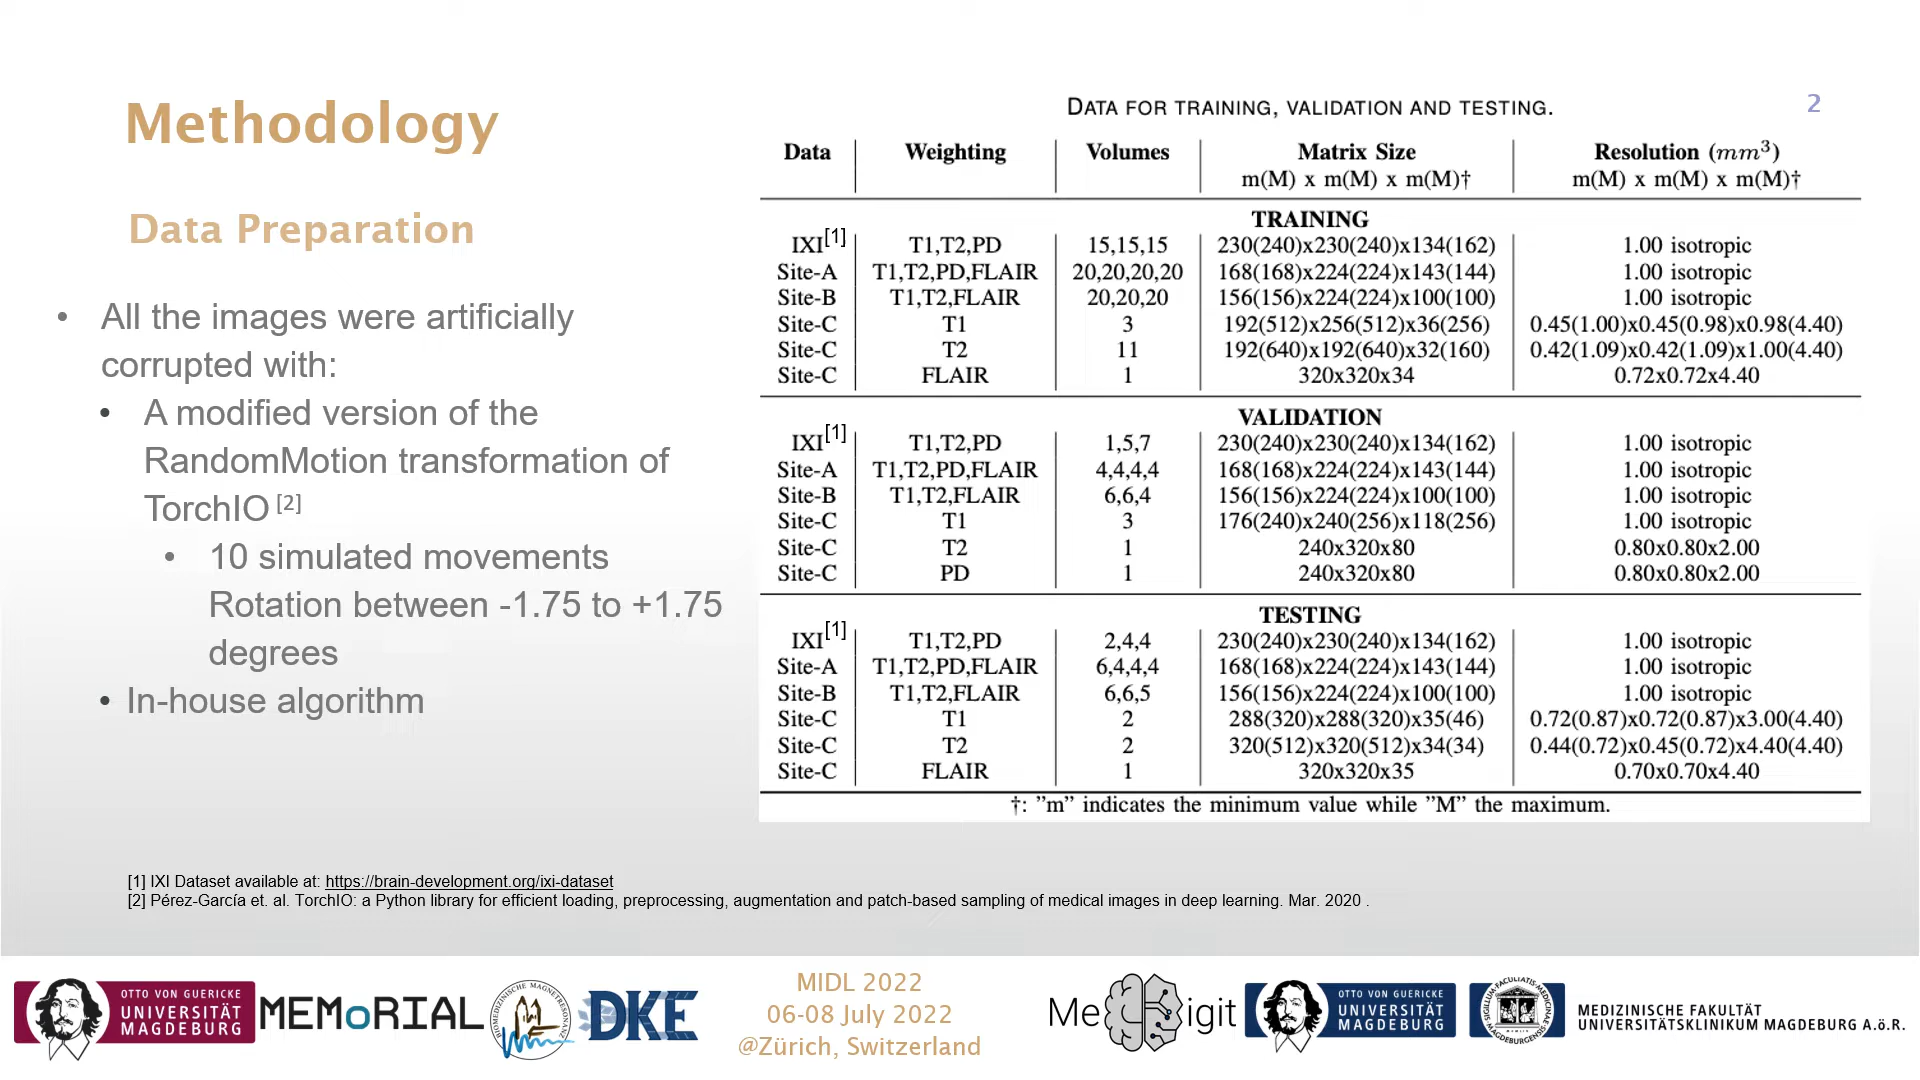 Methodology
Data Preparation
• All the images were artificially
corrupted with:
• A modified version of the
RandomMotion transformation of
TorchIO [2]
• 10 simulated movements
Rotation between -1.75 to +1.75
degrees
• In-house algorithm
DATA FOR TRAINING, VALIDATION AND TESTING.
2
Data Weighting Volumes Matrix Size Resolution (mm³)
m(M) x m(M) x m(M)† m(M) x m(M) x m(M)†
TRAINING
IXI[1] T1,T2,PD 15,15,15 230(240)x230(240)x134(162) 1.00 isotropic
Site-A T1,T2,PD,FLAIR 20,20,20,20 168(168)x224(224)x143(144) 1.00 isotropic
Site-B T1,T2,FLAIR 20,20,20 156(156)x224(224)x100(100) 1.00 isotropic
Site-C T1 3 192(512)x256(512)x36(256) 0.45(1.00)x0.45(0.98)x0.98(4.40)
Site-C T2 11 192(640)x192(640)x32(160) 0.42(1.09)x0.42(1.09)x1.00(4.40)
Site-C FLAIR 1 320x320x34 0.72x0.72x4.40
VALIDATION
IXI[1] T1,T2,PD 1,5,7 230(240)x230(240)x134(162) 1.00 isotropic
Site-A T1,T2,PD,FLAIR 4,4,4,4 168(168)x224(224)x143(144) 1.00 isotropic
Site-B T1,T2,FLAIR 6,6,4 156(156)x224(224)x100(100) 1.00 isotropic
Site-C T1 3 176(240)x240(256)x118(256) 1.00 isotropic
Site-C T2 1 240x320x80 0.80x0.80x2.00
Site-C PD 1 240x320x80 0.80x0.80x2.00
TESTING
IXI[1] T1,T2,PD 2,4,4 230(240)x230(240)x134(162) 1.00 isotropic
Site-A T1,T2,PD,FLAIR 6,4,4,4 168(168)x224(224)x143(144) 1.00 isotropic
Site-B T1,T2,FLAIR 6,6,5 156(156)x224(224)x100(100) 1.00 isotropic
Site-C T1 2 288(320)x288(320)x35(46) 0.72(0.87)x0.72(0.87)x3.00(4.40)
Site-C T2 2 320(512)x320(512)x34(34) 0.44(0.72)x0.45(0.72)x4.40(4.40)
Site-C FLAIR 1 320x320x35 0.70x0.70x4.40
†: ”m” indicates the minimum value while ”M” the maximum.
[1] IXI Dataset available at: https://brain-development.org/ixi-dataset
[2] Pérez-García et. al. TorchIO: a Python library for efficient loading, preprocessing, augmentation and patch-based sampling of medical images in deep learning. Mar. 2020 .
OTTO VON GUERICKE
UNIVERSITÄT
MAGDEBURG
MEMoRIAL
BIOMEDIZINISCHE MAGNETRESONANZ
DKE
MIDL 2022
06-08 July 2022
@Zürich, Switzerland
Me igit
OTTO VON GUERICKE
UNIVERSITÄT
MAGDEBURG
MEDIZINISCHE FAKULTÄT
UNIVERSITÄTSKLINIKUM MAGDEBURG A.ö.R.